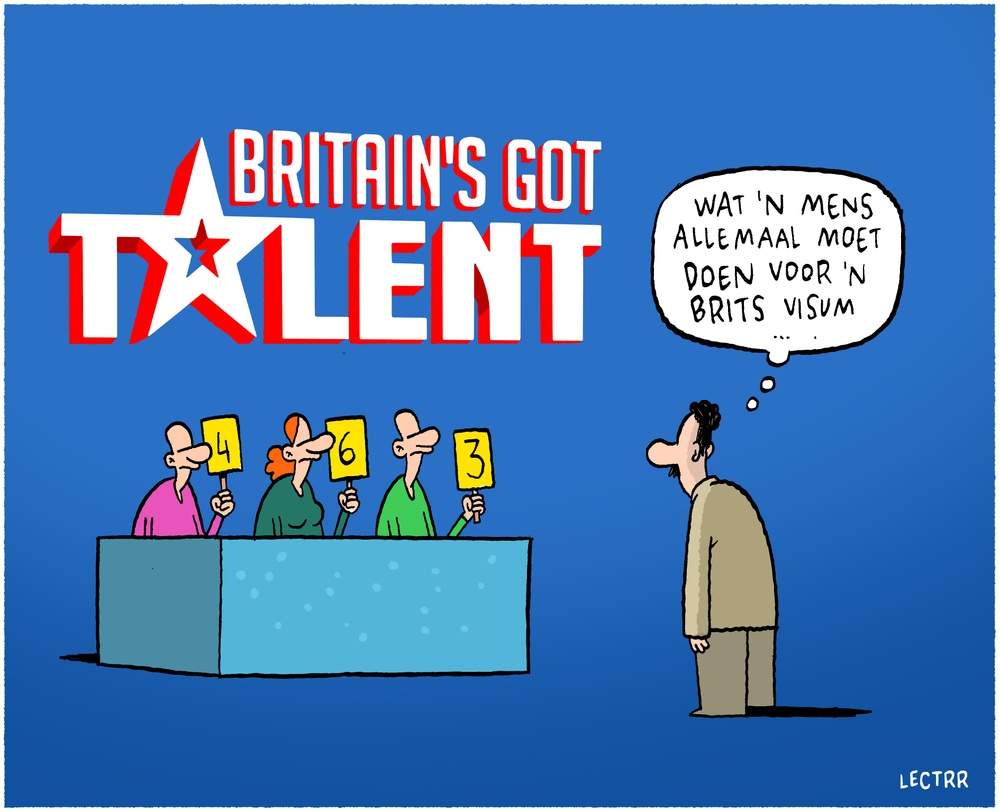 BRITAIN'S GOT
TALENT
WAT 'N MENS
ALLEMAAL MOET
DOEN VOOR 'N
BRITS VISUM
... .
4
6
3
LECTRR